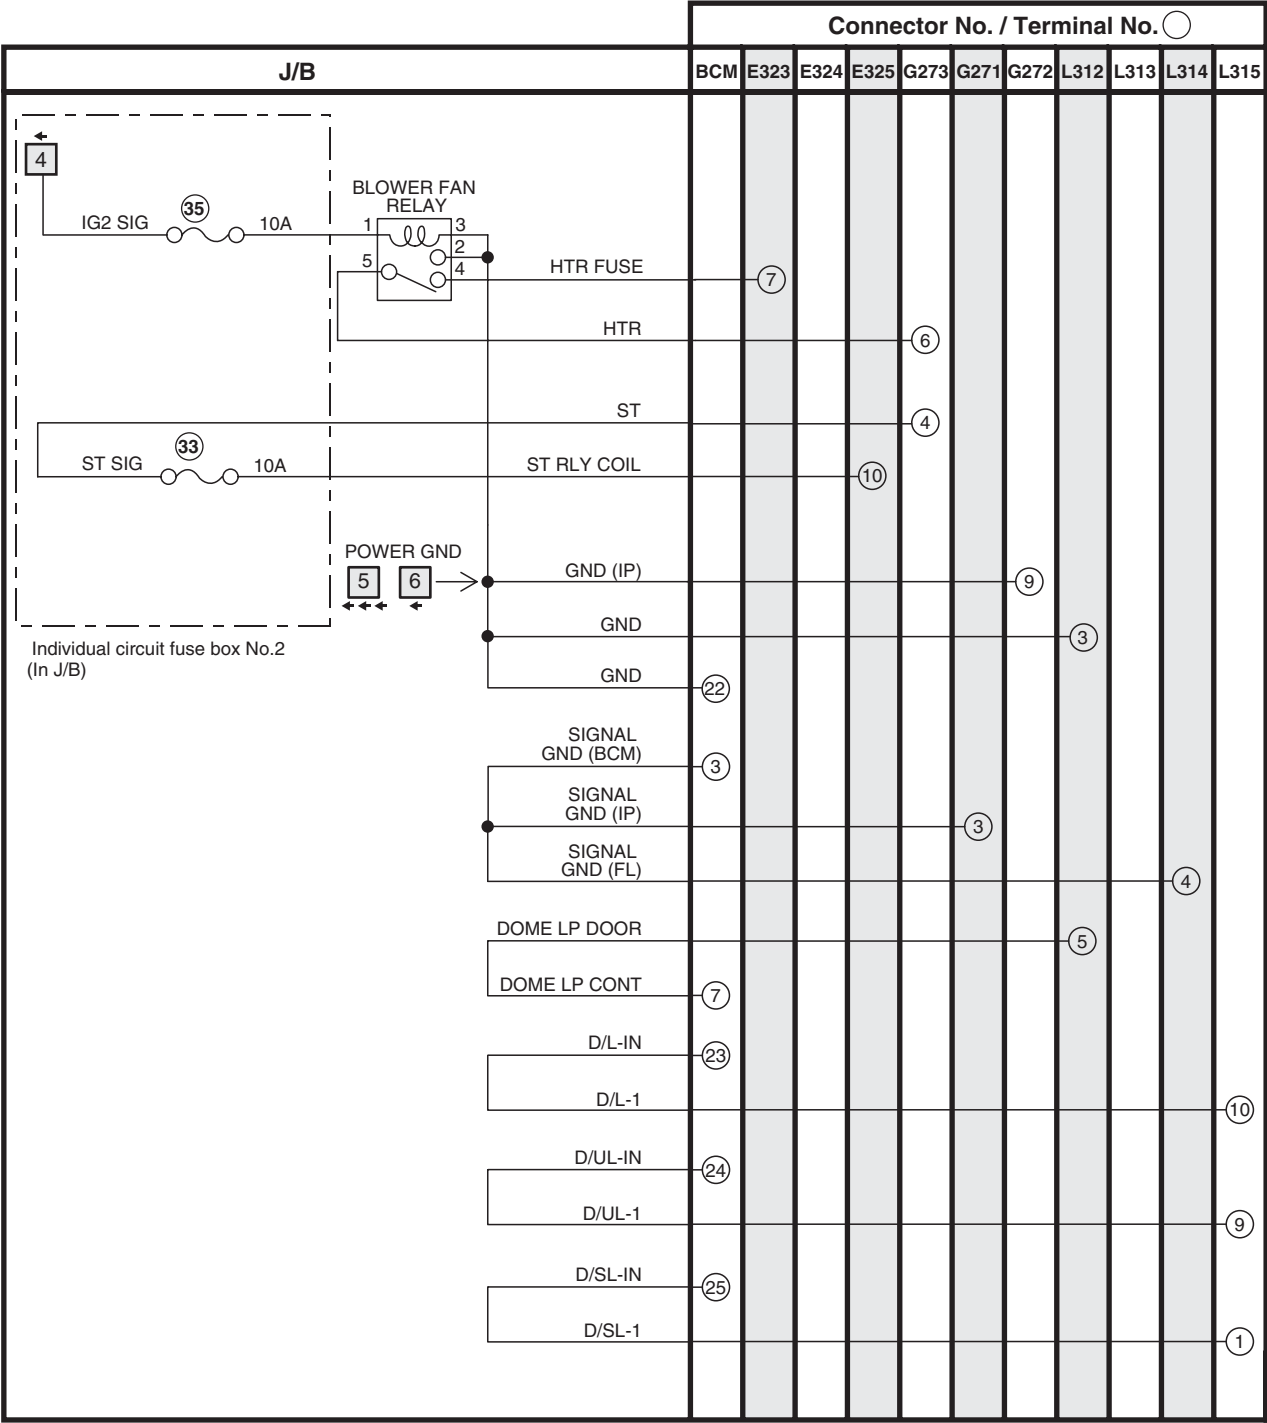 Connector No. / Terminal No.
J/B
BCM E323 E324 E325 G273 G271 G272 L312 L313 L314 L315
4
IG2 SIG 35 10A
BLOWER FAN
RELAY
1 3
2
5 4
HTR FUSE 7
HTR 6
ST 4
ST SIG 33 10A ST RLY COIL 10
POWER GND
5 6
GND (IP) 9
GND 3
Individual circuit fuse box No.2
(In J/B)
GND 22
SIGNAL
GND (BCM) 3
SIGNAL
GND (IP) 3
SIGNAL
GND (FL) 4
DOME LP DOOR 5
DOME LP CONT 7
D/L-IN 23
D/L-1 10
D/UL-IN 24
D/UL-1 9
D/SL-IN 25
D/SL-1 1